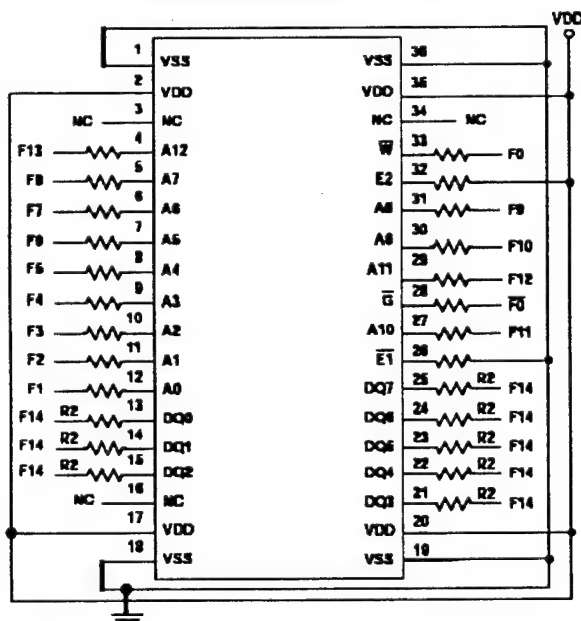 VDD
1 VSS VSS 36
2 VDD VDD 35
NC 3 NC NC 34 NC
F13 4 A12 W̅ 33 F0
F8 5 A7 E2 32
F7 6 A6 A8 31 F9
F6 7 A5 A9 30 F10
F5 8 A4 A11 29 F12
F4 9 A3 G̅ 28 F̅0̅
F3 10 A2 A10 27 F11
F2 11 A1 E̅1̅ 26
F1 12 A0 DQ7 25 R2 F14
F14 R2 13 DQ0 DQ6 24 R2 F14
F14 R2 14 DQ1 DQ5 23 R2 F14
F14 R2 15 DQ2 DQ4 22 R2 F14
NC 16 NC DQ3 21 R2 F14
17 VDD VDD 20
18 VSS VSS 19